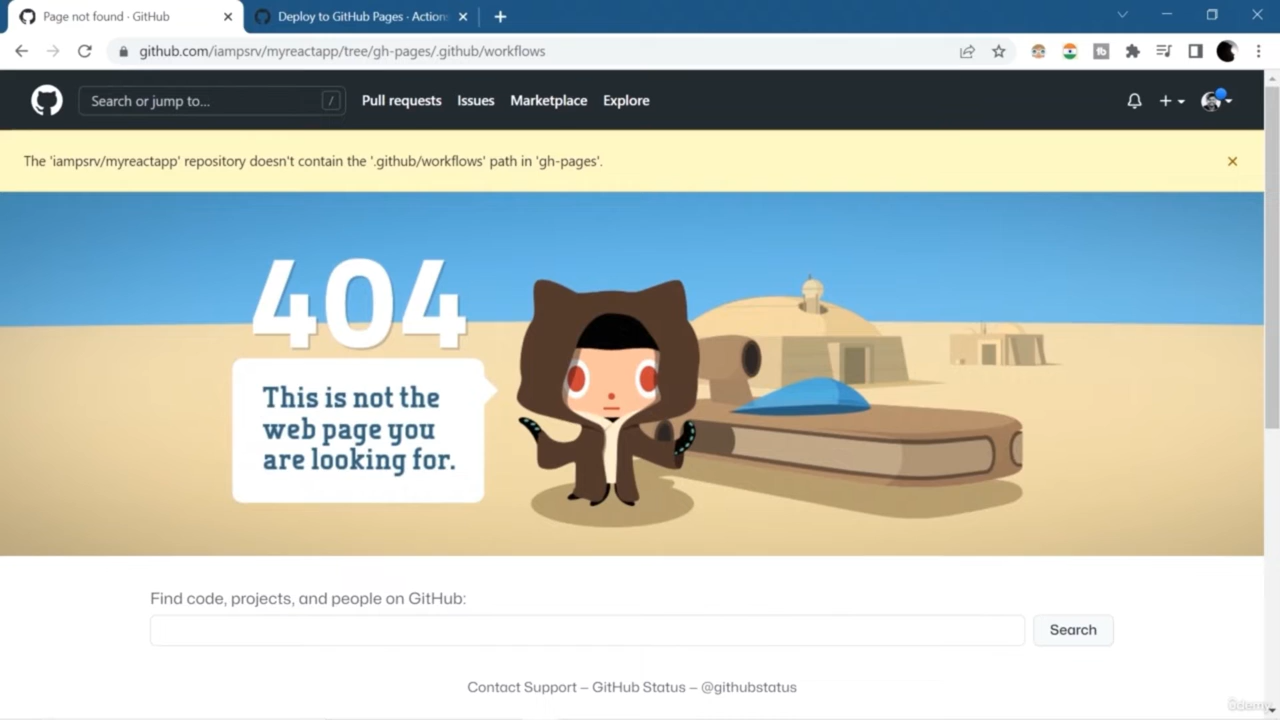 Page not found · GitHub
Deploy to GitHub Pages · Action
github.com/iampsrv/myreactapp/tree/gh-pages/.github/workflows
Search or jump to...
/
Pull requests
Issues
Marketplace
Explore
The 'iampsrv/myreactapp' repository doesn't contain the '.github/workflows' path in 'gh-pages'.
404
This is not the
web page you
are looking for.
Find code, projects, and people on GitHub:
Search
Contact Support — GitHub Status — @githubstatus
ûdemy